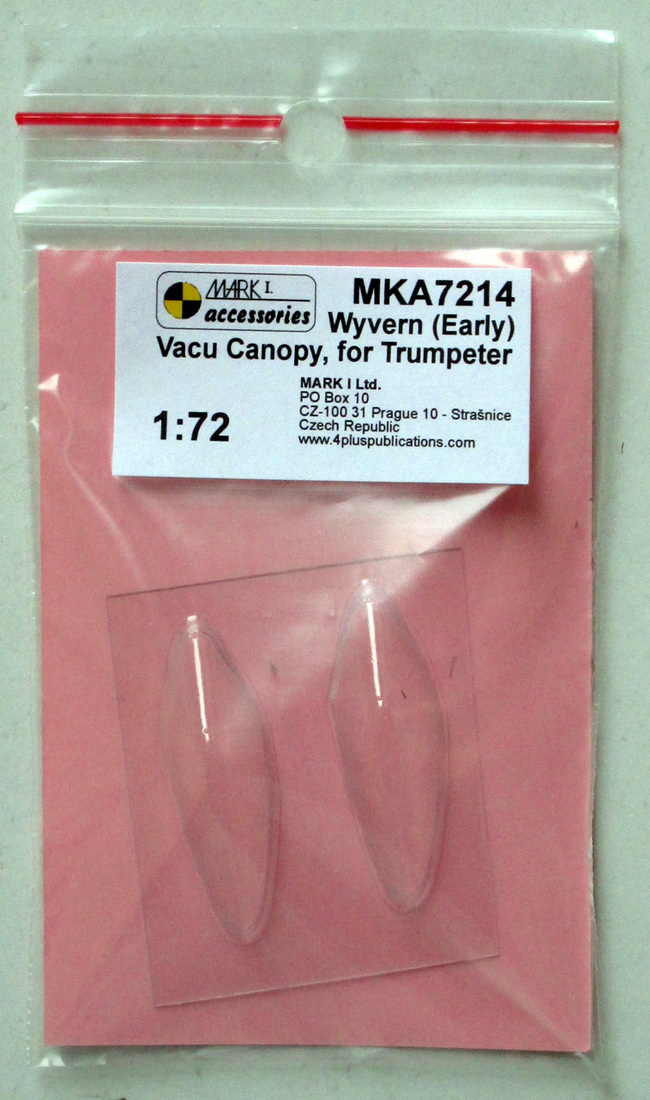 MARK I.
accessories
MKA7214
Wyvern (Early)
Vacu Canopy, for Trumpeter
1:72
MARK I Ltd.
PO Box 10
CZ-100 31 Prague 10 - Strašnice
Czech Republic
www.4pluspublications.com